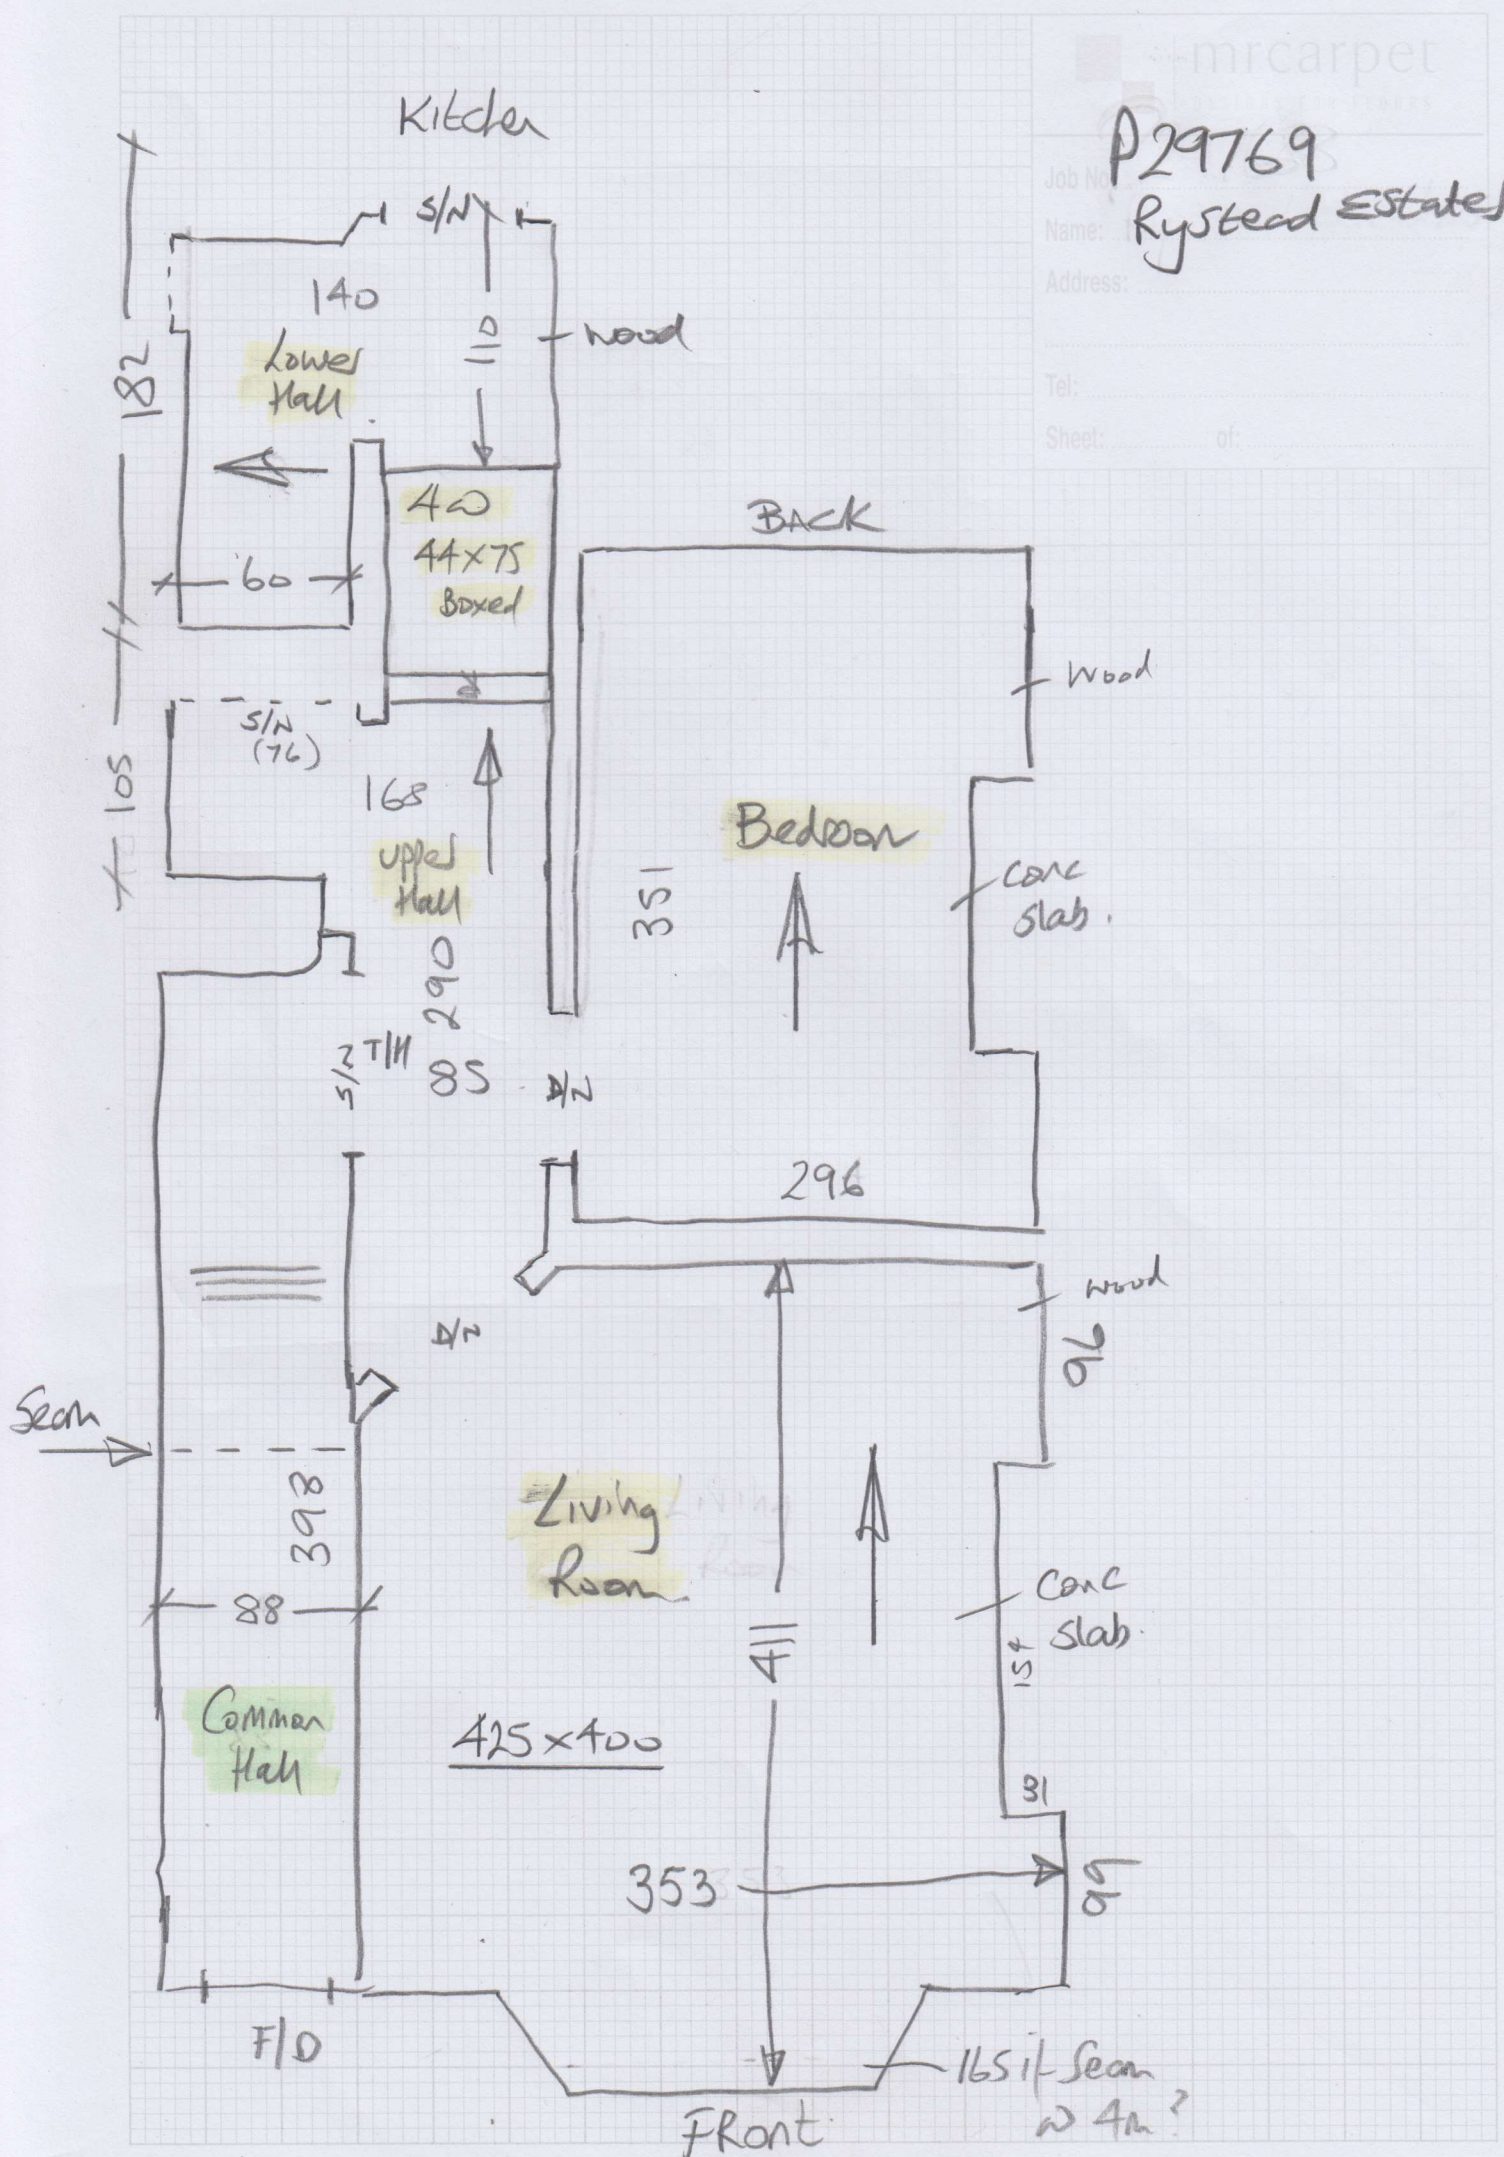 mrcarpet
P29769
Rystead Estates
Job No:
Name:
Address:
Tel:
Sheet: of:
Kitchen
S/N
140
110
Wood
Lower
Hall
182
4W
44x75
Boxed
60
BACK
Wood
S/N
(76)
105
168
Upper
Hall
Bedroom
351
conc
slab.
290
T/H
85
296
wood
96
Seam
398
Living
Room
Conc
slab.
154
88
411
Common
Hall
425x400
31
353
99
F/D
165 if Seam
w 4m?
FRont